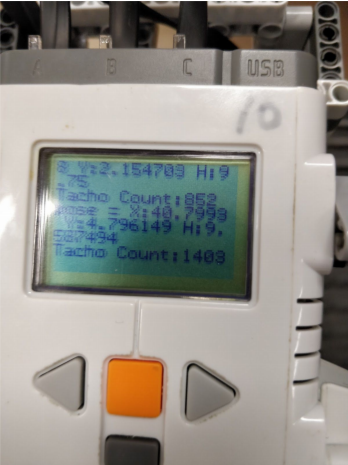 A B C USB
10
8 Y:2.154703 H:9
.75
Tacho Count:852
pose = X:40.7993
Y:4.796149 H:9.
587494
Tacho Count:1403